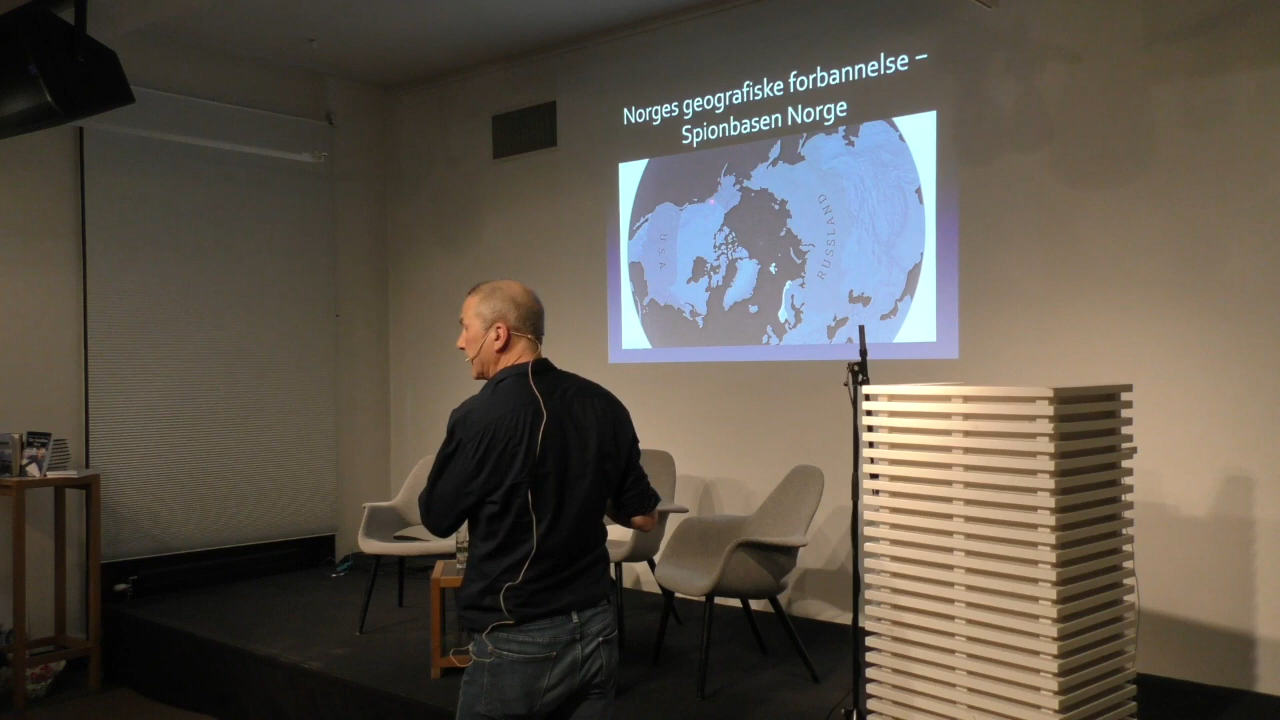 Norges geografiske forbannelse –
Spionbasen Norge
USA
RUSSLAND